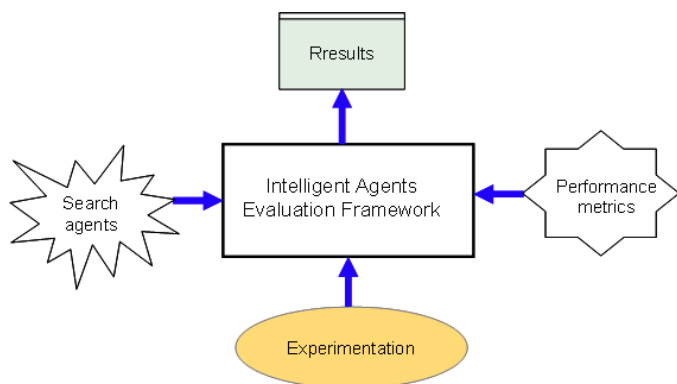 Rresults
Intelligent Agents
Evaluation Framework
Search
agents
Performance
metrics
Experimentation